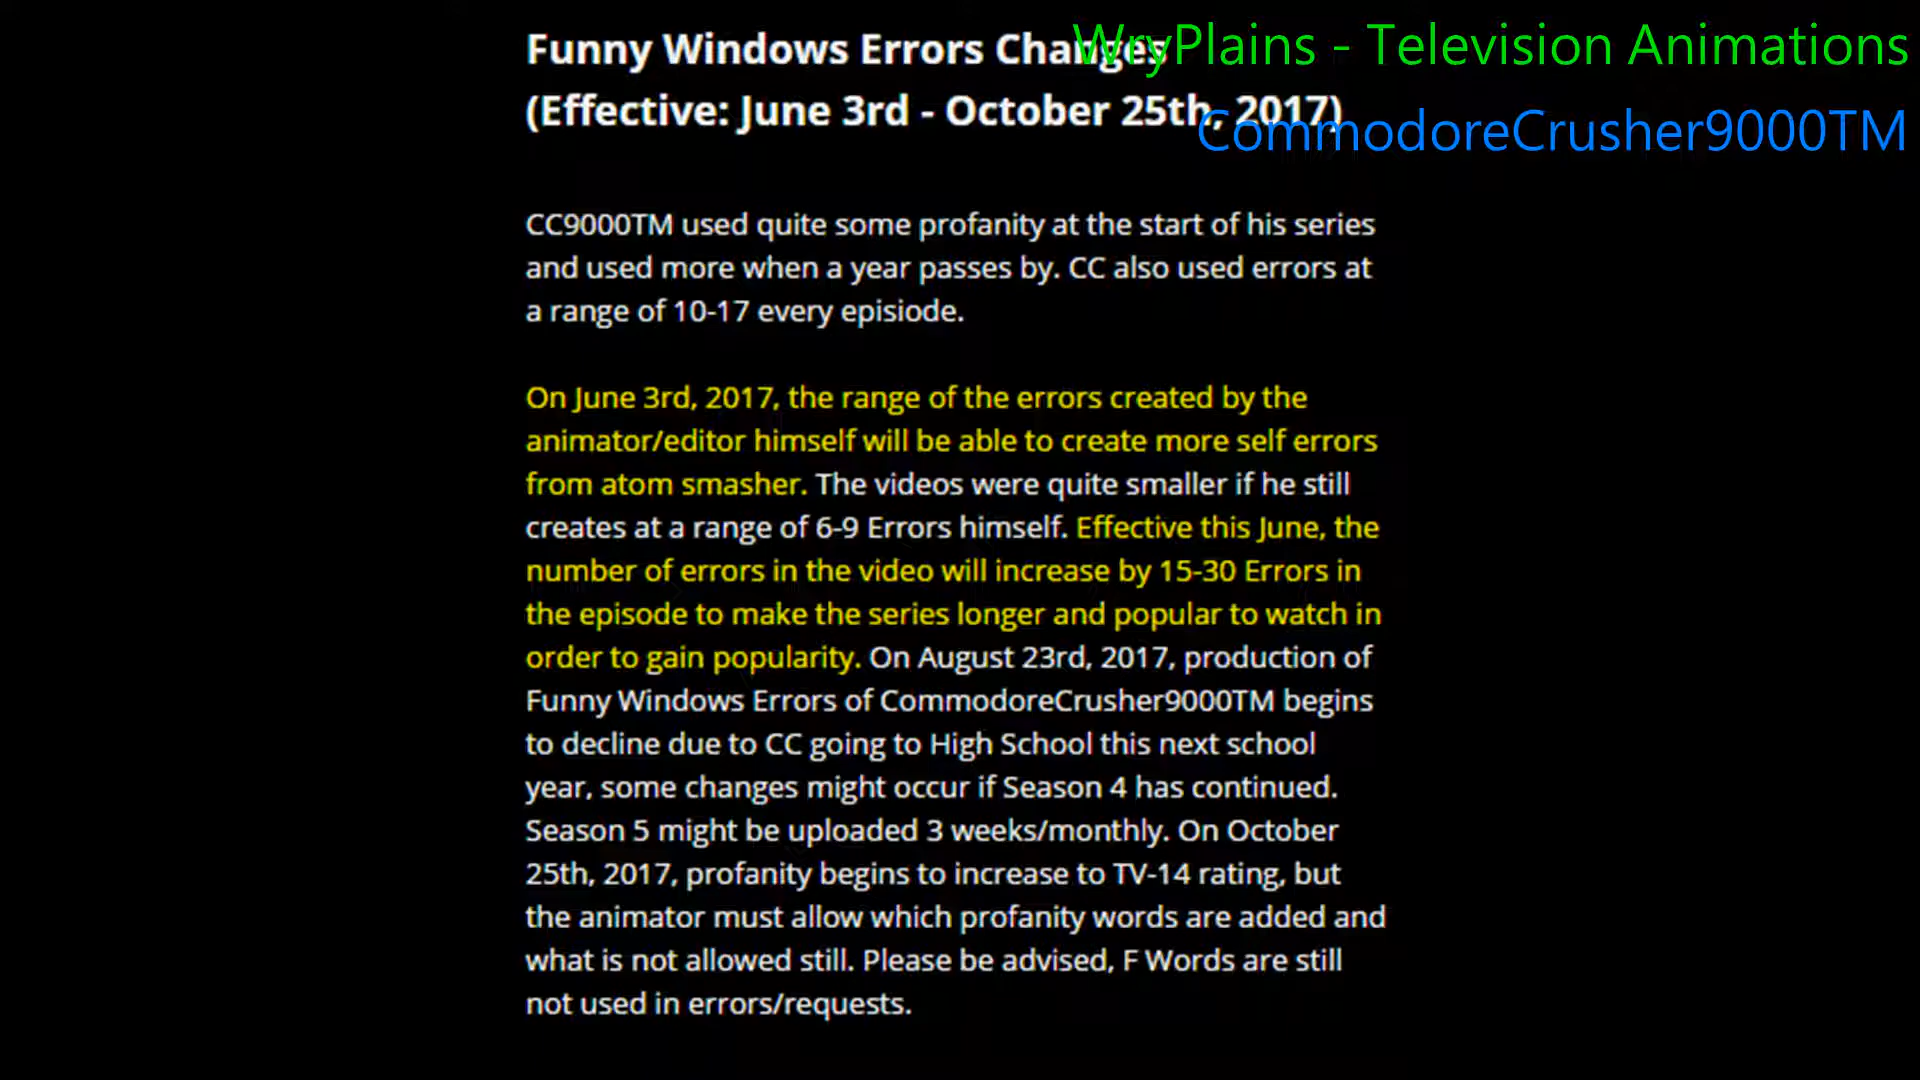 Funny Windows Errors Changes
WryPlains - Television Animations
(Effective: June 3rd - October 25th, 2017)
CommodoreCrusher9000TM
CC9000TM used quite some profanity at the start of his series
and used more when a year passes by. CC also used errors at
a range of 10-17 every episiode.
On June 3rd, 2017, the range of the errors created by the
animator/editor himself will be able to create more self errors
from atom smasher. The videos were quite smaller if he still
creates at a range of 6-9 Errors himself. Effective this June, the
number of errors in the video will increase by 15-30 Errors in
the episode to make the series longer and popular to watch in
order to gain popularity. On August 23rd, 2017, production of
Funny Windows Errors of CommodoreCrusher9000TM begins
to decline due to CC going to High School this next school
year, some changes might occur if Season 4 has continued.
Season 5 might be uploaded 3 weeks/monthly. On October
25th, 2017, profanity begins to increase to TV-14 rating, but
the animator must allow which profanity words are added and
what is not allowed still. Please be advised, F Words are still
not used in errors/requests.